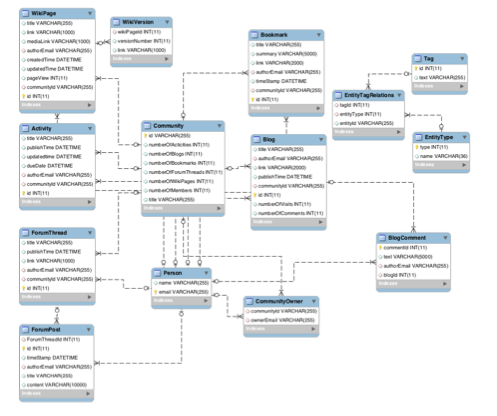 WikiPage
title VARCHAR(255)
link VARCHAR(1000)
mediaLink VARCHAR(1000)
authorEmail VARCHAR(255)
createdTime DATETIME
updatedTime DATETIME
pageView INT(11)
communityId VARCHAR(255)
id INT(11)
Indexes
WikiVersion
wikiPageId INT(11)
versionNumber INT(11)
link VARCHAR(1000)
Indexes
Bookmark
title VARCHAR(255)
summary VARCHAR(5000)
link VARCHAR(2000)
authorEmail VARCHAR(255)
timeStamp DATETIME
communityId VARCHAR(255)
id INT(11)
Indexes
Tag
id INT(11)
text VARCHAR(255)
Indexes
EntityTagRelations
tagId INT(11)
entityType INT(11)
entityId VARCHAR(255)
Indexes
EntityType
type INT(11)
name VARCHAR(36)
Indexes
Activity
title VARCHAR(255)
publishTime DATETIME
updatedtime DATETIME
dueDate DATETIME
authorEmail VARCHAR(255)
communityId VARCHAR(255)
id INT(11)
Indexes
Community
id VARCHAR(255)
numbreOfActicities INT(11)
numberOfBlogs INT(11)
numberOfBookmarks INT(11)
numberOfForumThreads INT(11)
numberOfWikiPages INT(11)
numberOfMembers INT(11)
title VARCHAR(255)
Indexes
Blog
title VARCHAR(255)
authorEmail VARCHAR(255)
link VARCHAR(2000)
publishTime DATETIME
communityId VARCHAR(255)
id INT(11)
numberOfVisits INT(11)
numberOfComments INT(11)
Indexes
ForumThread
title VARCHAR(255)
publishTime DATETIME
link VARCHAR(1000)
authorEmail VARCHAR(255)
communityId VARCHAR(255)
id INT(11)
Indexes
Person
name VARCHAR(255)
email VARCHAR(255)
Indexes
CommunityOwner
communityId VARCHAR(255)
ownerEmail VARCHAR(255)
Indexes
BlogComment
commentId INT(11)
text VARCHAR(5000)
authorEmail VARCHAR(255)
blogId INT(11)
Indexes
ForumPost
ForumThreadId INT(11)
id INT(11)
timeStamp DATETIME
authorEmail VARCHAR(255)
title VARCHAR(255)
content VARCHAR(10000)
Indexes